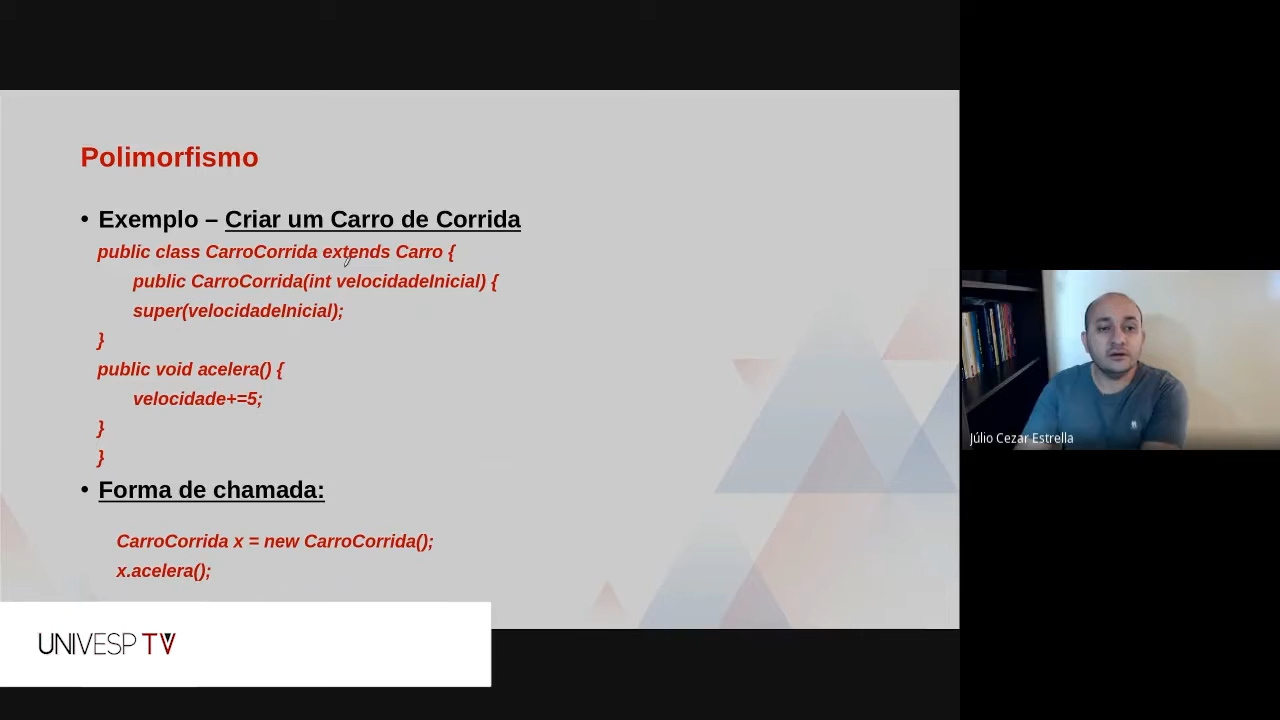 Polimorfismo
• Exemplo – Criar um Carro de Corrida
public class CarroCorrida extends Carro {
public CarroCorrida(int velocidadeInicial) {
super(velocidadeInicial);
}
public void acelera() {
velocidade+=5;
}
}
• Forma de chamada:
CarroCorrida x = new CarroCorrida();
x.acelera();
UNIVESP TV
Júlio Cezar Estrella